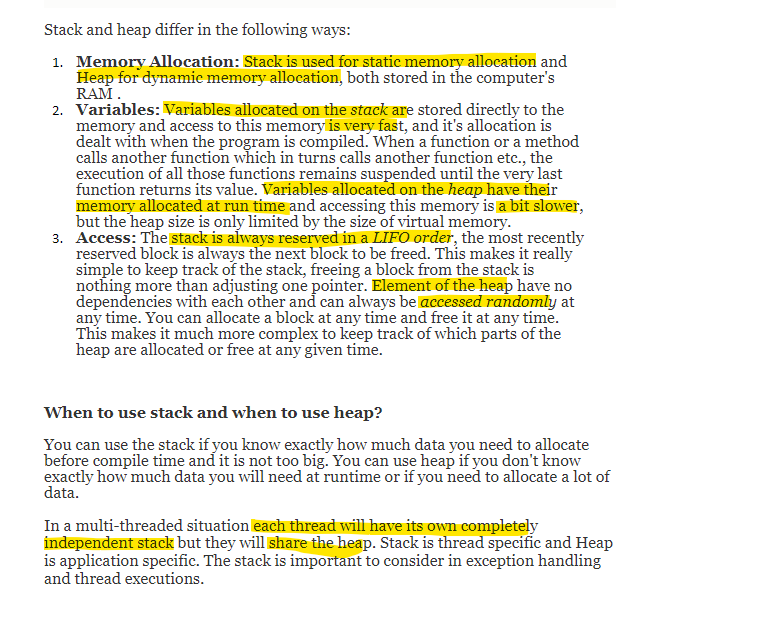 Stack and heap differ in the following ways:
1. Memory Allocation: Stack is used for static memory allocation and
Heap for dynamic memory allocation, both stored in the computer's
RAM .
2. Variables: Variables allocated on the stack are stored directly to the
memory and access to this memory is very fast, and it's allocation is
dealt with when the program is compiled. When a function or a method
calls another function which in turns calls another function etc., the
execution of all those functions remains suspended until the very last
function returns its value. Variables allocated on the heap have their
memory allocated at run time and accessing this memory is a bit slower,
but the heap size is only limited by the size of virtual memory.
3. Access: The stack is always reserved in a LIFO order, the most recently
reserved block is always the next block to be freed. This makes it really
simple to keep track of the stack, freeing a block from the stack is
nothing more than adjusting one pointer. Element of the heap have no
dependencies with each other and can always be accessed randomly at
any time. You can allocate a block at any time and free it at any time.
This makes it much more complex to keep track of which parts of the
heap are allocated or free at any given time.
When to use stack and when to use heap?
You can use the stack if you know exactly how much data you need to allocate
before compile time and it is not too big. You can use heap if you don't know
exactly how much data you will need at runtime or if you need to allocate a lot of
data.
In a multi-threaded situation each thread will have its own completely
independent stack but they will share the heap. Stack is thread specific and Heap
is application specific. The stack is important to consider in exception handling
and thread executions.